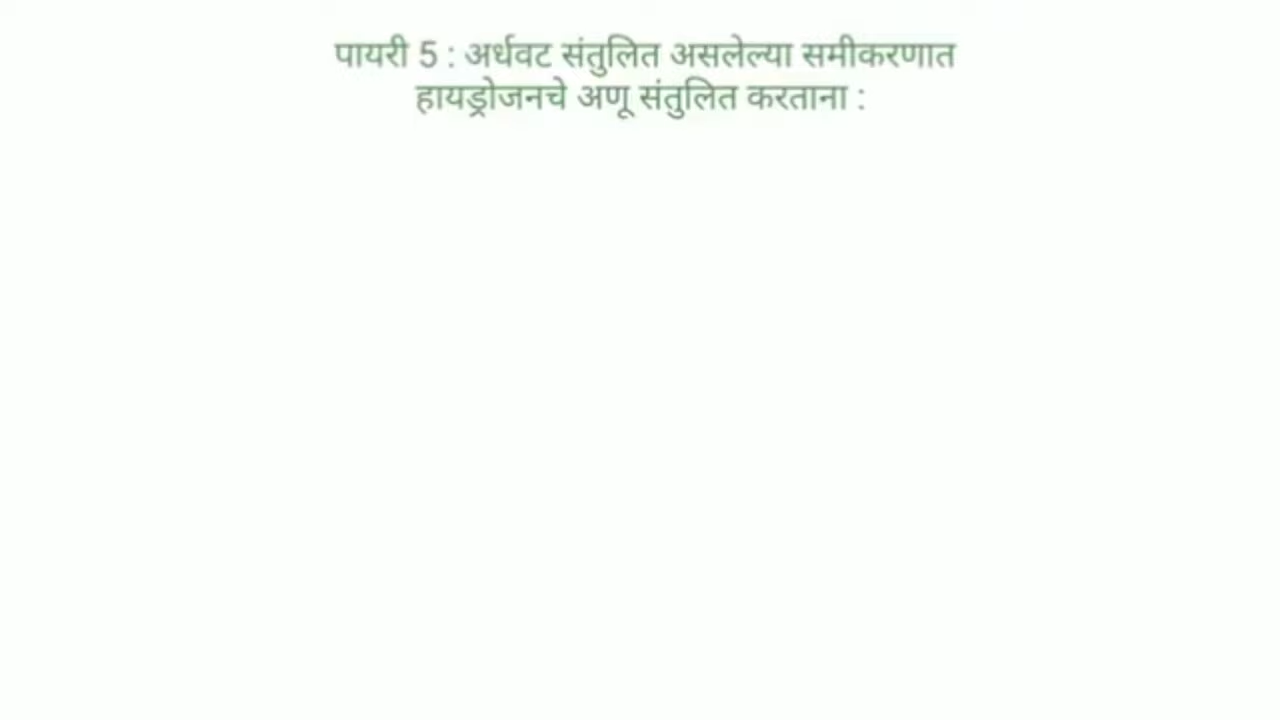 पायरी 5 : अर्धवट संतुलित असलेल्या समीकरणात
हायड्रोजनचे अणू संतुलित करताना :